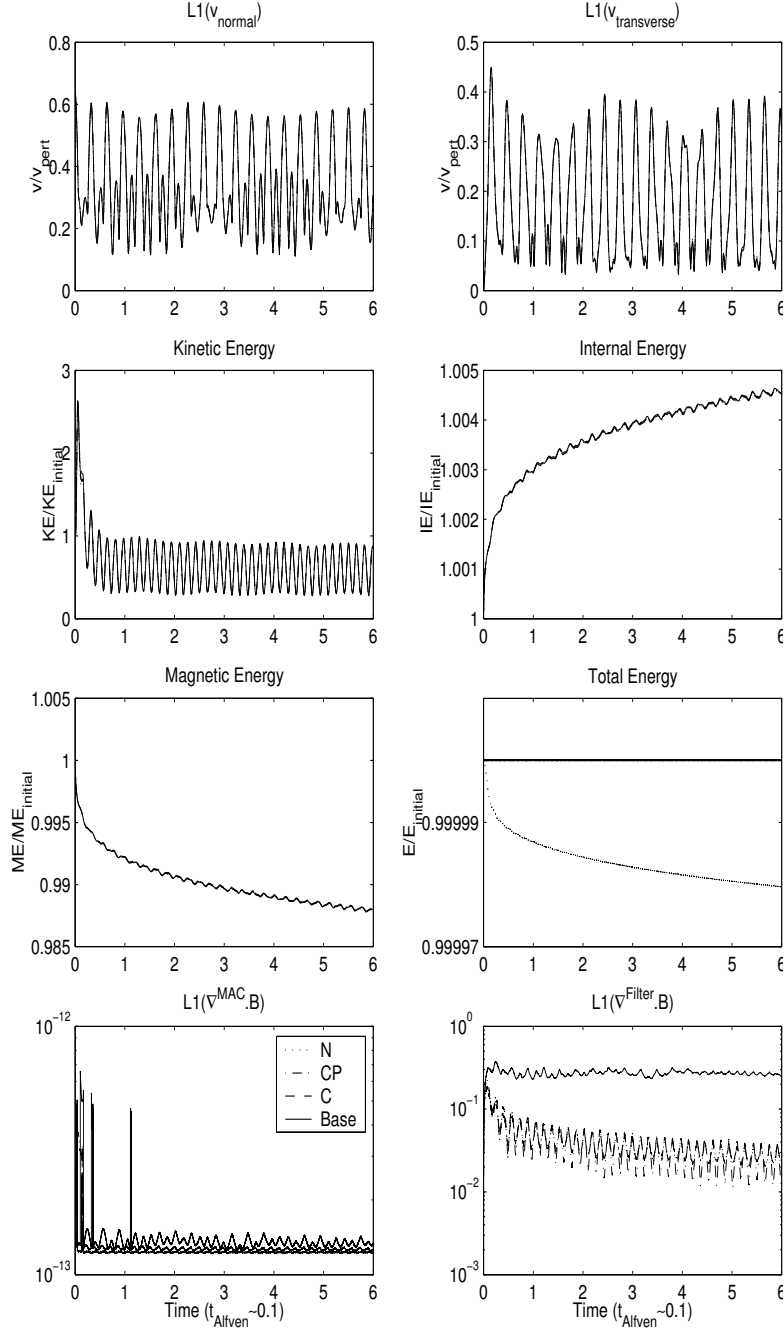 L1(v_normal)
v/v_pert
0.8
0.6
0.4
0.2
0
0 1 2 3 4 5 6
L1(v_transverse)
v/v_pert
0.5
0.4
0.3
0.2
0.1
0
0 1 2 3 4 5 6
Kinetic Energy
KE/KE_initial
3
2
1
0
0 1 2 3 4 5 6
Internal Energy
IE/IE_initial
1.005
1.004
1.003
1.002
1.001
1
0 1 2 3 4 5 6
Magnetic Energy
ME/ME_initial
1.005
1
0.995
0.99
0.985
0 1 2 3 4 5 6
Total Energy
E/E_initial
0.99999
0.99997
0 1 2 3 4 5 6
L1(∇^MAC.B)
10^-12
10^-13
N
CP
C
Base
0 1 2 3 4 5 6
Time (t_Alfven~0.1)
L1(∇^Filter.B)
10^0
10^-1
10^-2
10^-3
0 1 2 3 4 5 6
Time (t_Alfven~0.1)